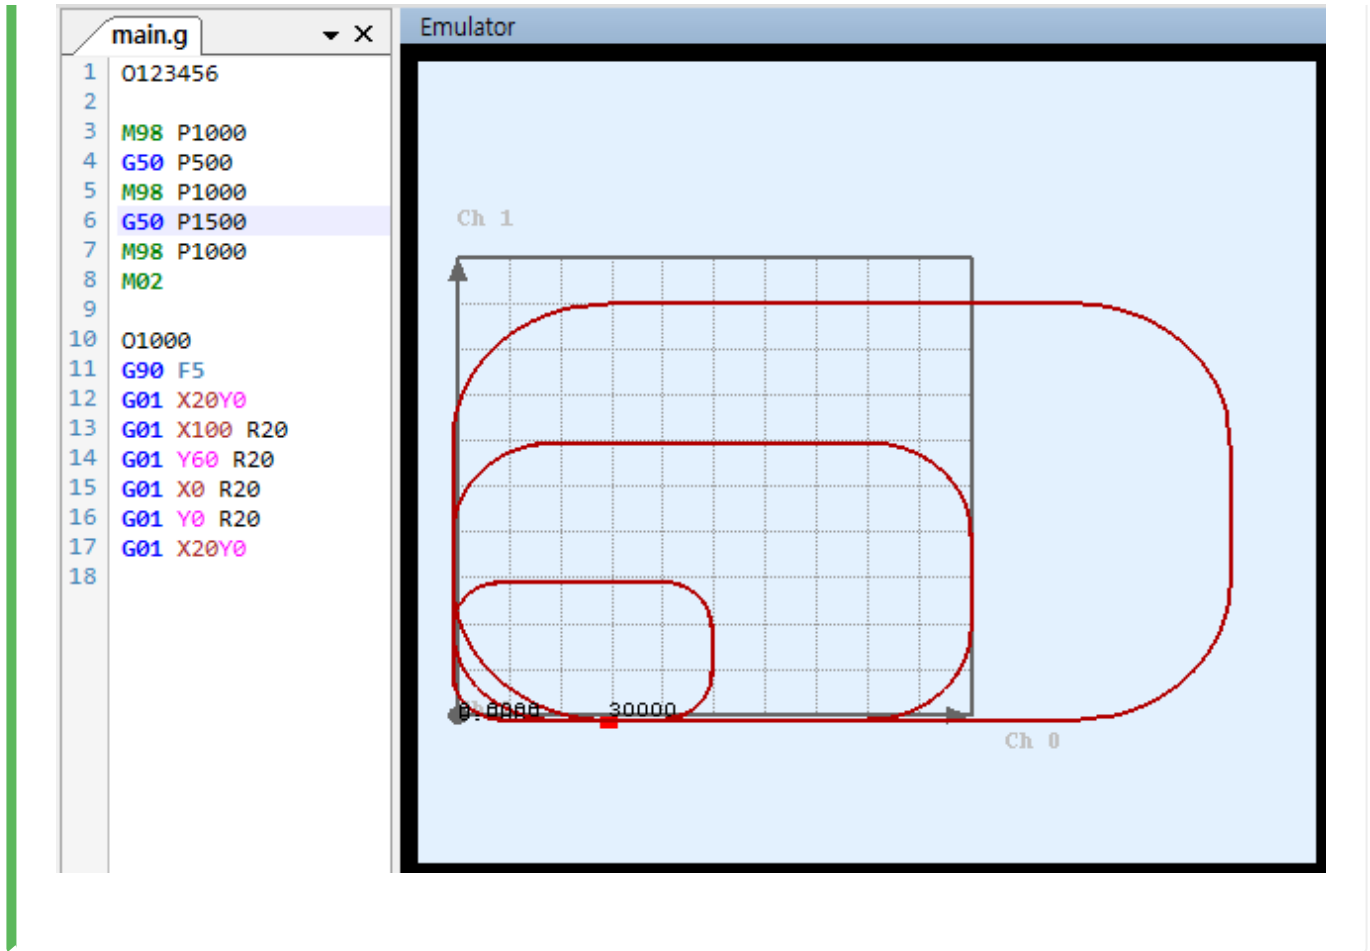 main.g
Emulator
1 O123456
2
3 M98 P1000
4 G50 P500
5 M98 P1000
6 G50 P1500
7 M98 P1000
8 M02
9
10 O1000
11 G90 F5
12 G01 X20Y0
13 G01 X100 R20
14 G01 Y60 R20
15 G01 X0 R20
16 G01 Y0 R20
17 G01 X20Y0
18
Ch 1
30000
Ch 0